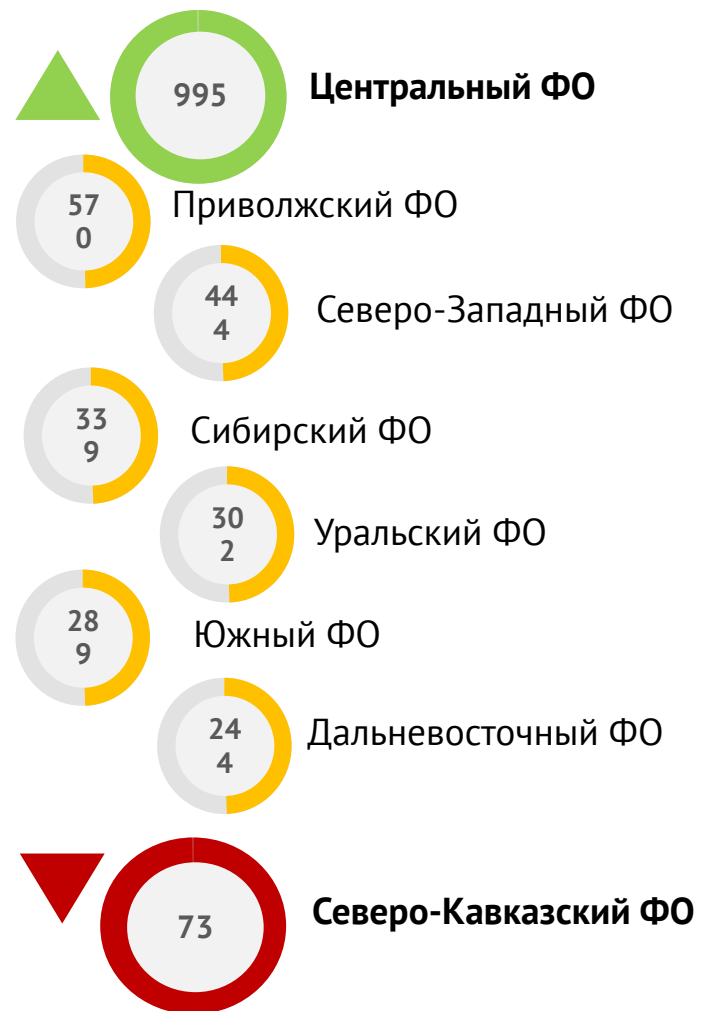 995
Центральный ФО
57
0
Приволжский ФО
44
4
Северо-Западный ФО
33
9
Сибирский ФО
30
2
Уральский ФО
28
9
Южный ФО
24
4
Дальневосточный ФО
73
Северо-Кавказский ФО